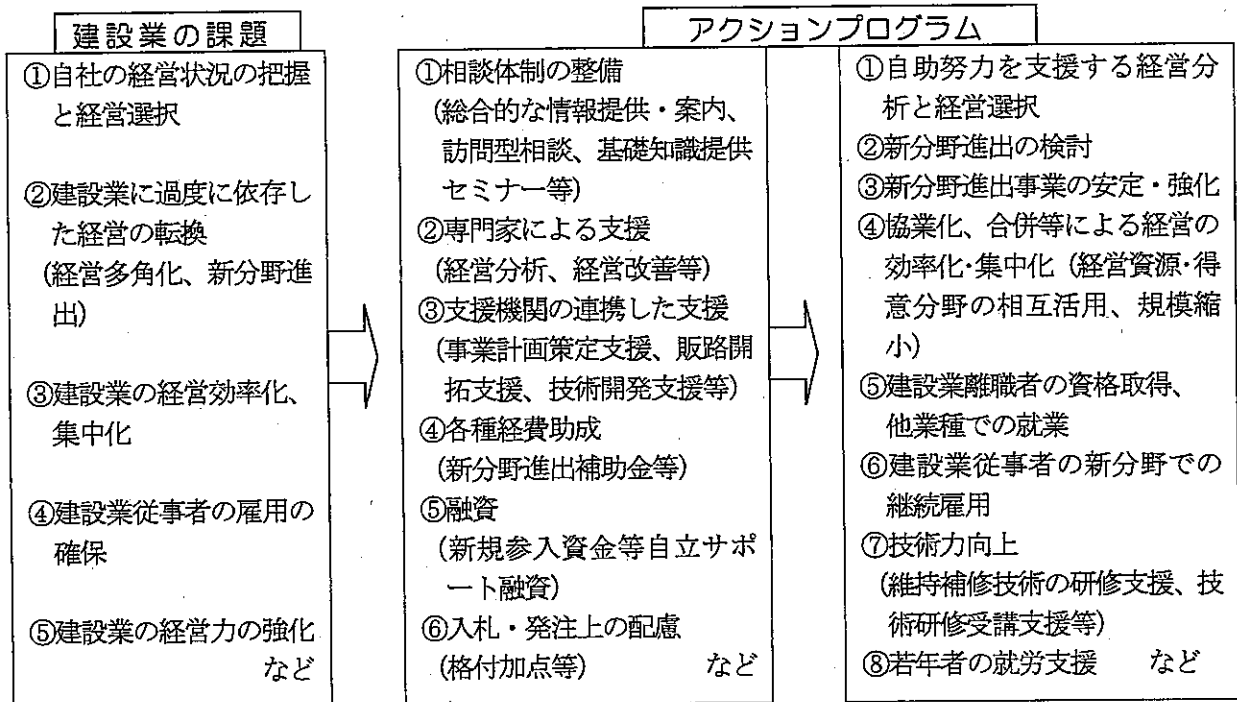 建設業の課題
①自社の経営状況の把握
と経営選択
②建設業に過度に依存し
た経営の転換
(経営多角化、新分野進
出)
③建設業の経営効率化、
集中化
④建設業従事者の雇用の
確保
⑤建設業の経営力の強化
など
アクションプログラム
①相談体制の整備
(総合的な情報提供・案内、
訪問型相談、基礎知識提供
セミナー等)
②専門家による支援
(経営分析、経営改善等)
③支援機関の連携した支援
(事業計画策定支援、販路開
拓支援、技術開発支援等)
④各種経費助成
(新分野進出補助金等)
⑤融資
(新規参入資金等自立サポ
ート融資)
⑥入札・発注上の配慮
(格付加点等) など
①自助努力を支援する経営分
析と経営選択
②新分野進出の検討
③新分野進出事業の安定・強化
④協業化、合併等による経営の
効率化・集中化（経営資源・得
意分野の相互活用、規模縮
小）
⑤建設業離職者の資格取得、
他業種での就業
⑥建設業従事者の新分野での
継続雇用
⑦技術力向上
(維持補修技術の研修支援、技
術研修受講支援等)
⑧若年者の就労支援 など